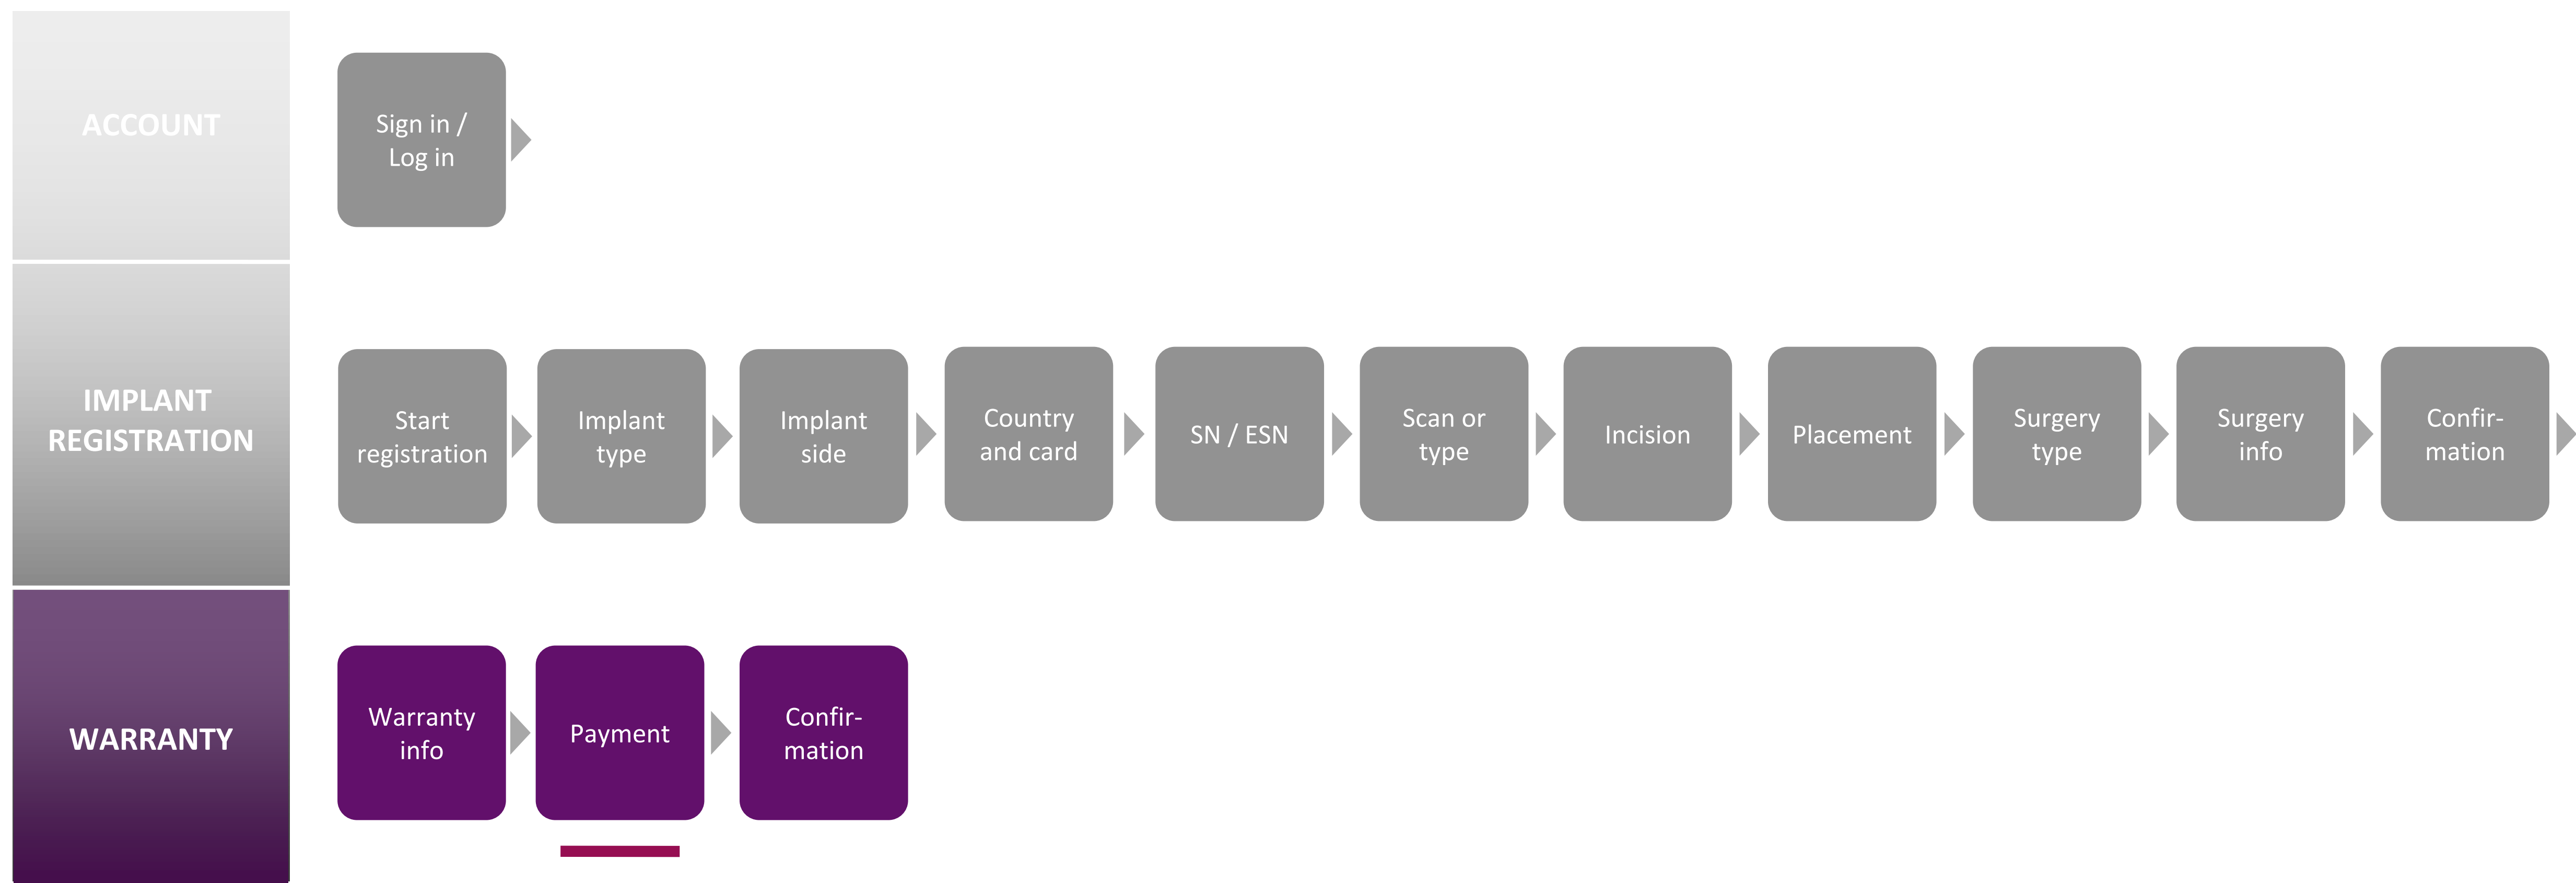 ACCOUNT
Sign in /
Log in
IMPLANT
REGISTRATION
Start
registration
Implant
type
Implant
side
Country
and card
SN / ESN
Scan or
type
Incision
Placement
Surgery
type
Surgery
info
Confir-
mation
WARRANTY
Warranty
info
Payment
Confir-
mation